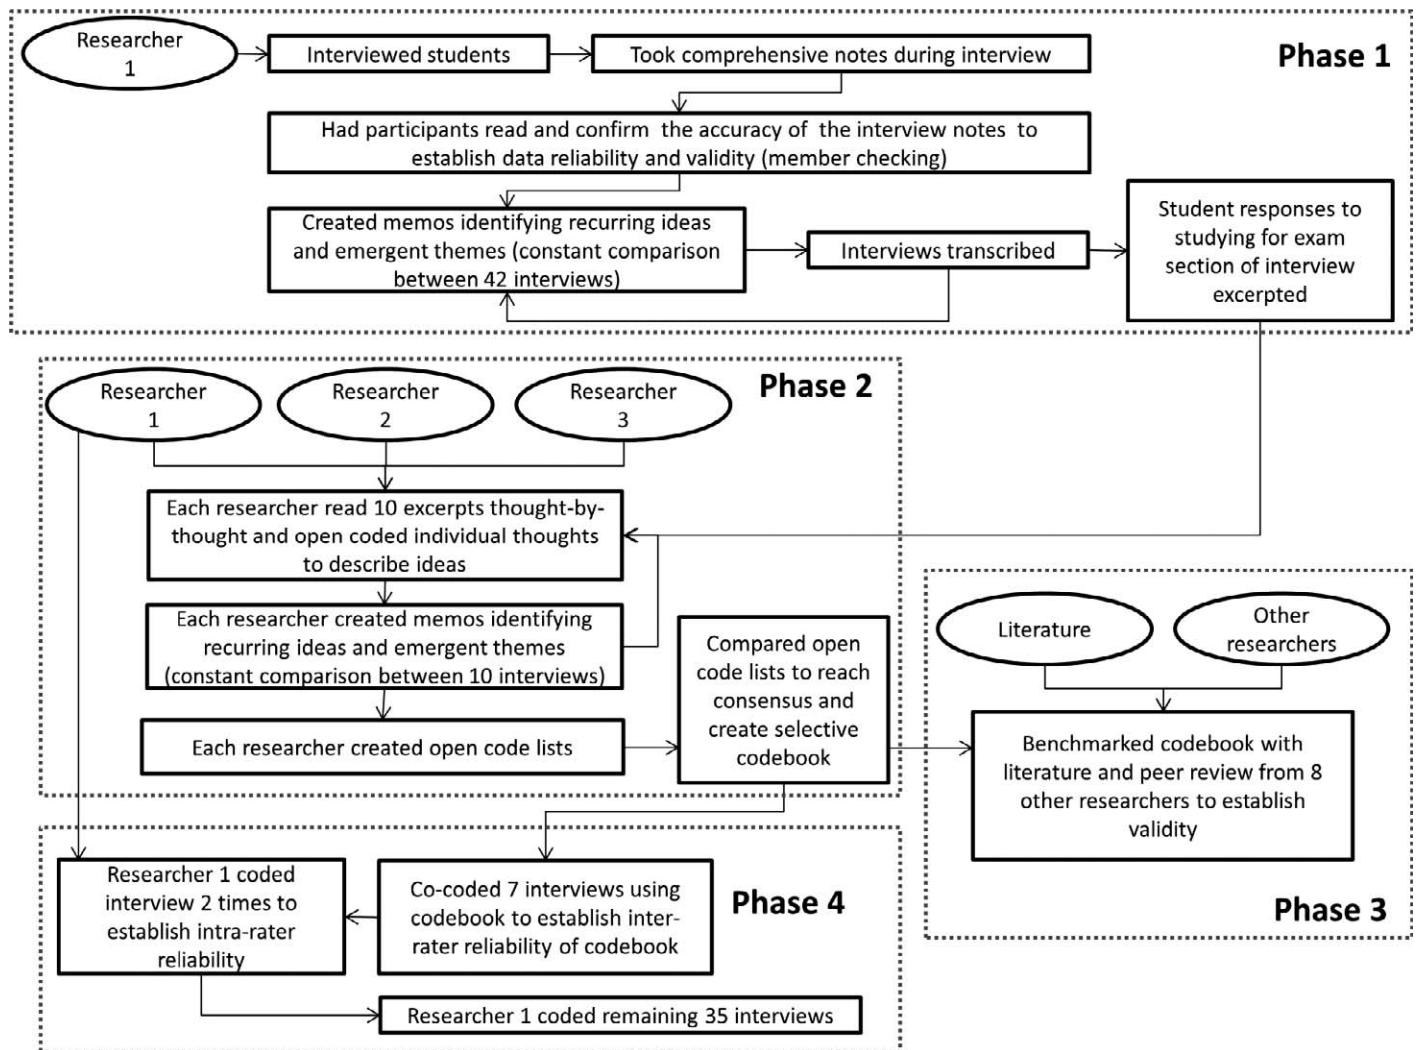 Researcher
1
Interviewed students
Took comprehensive notes during interview
Phase 1
Had participants read and confirm the accuracy of the interview notes to
establish data reliability and validity (member checking)
Created memos identifying recurring ideas
and emergent themes (constant comparison
between 42 interviews)
Interviews transcribed
Student responses to
studying for exam
section of interview
excerpted
Phase 2
Researcher
1
Researcher
2
Researcher
3
Each researcher read 10 excerpts thought-by-
thought and open coded individual thoughts
to describe ideas
Each researcher created memos identifying
recurring ideas and emergent themes
(constant comparison between 10 interviews)
Each researcher created open code lists
Compared open
code lists to reach
consensus and
create selective
codebook
Literature
Other
researchers
Benchmarked codebook with
literature and peer review from 8
other researchers to establish
validity
Phase 3
Researcher 1 coded
interview 2 times to
establish intra-rater
reliability
Co-coded 7 interviews using
codebook to establish inter-
rater reliability of codebook
Phase 4
Researcher 1 coded remaining 35 interviews